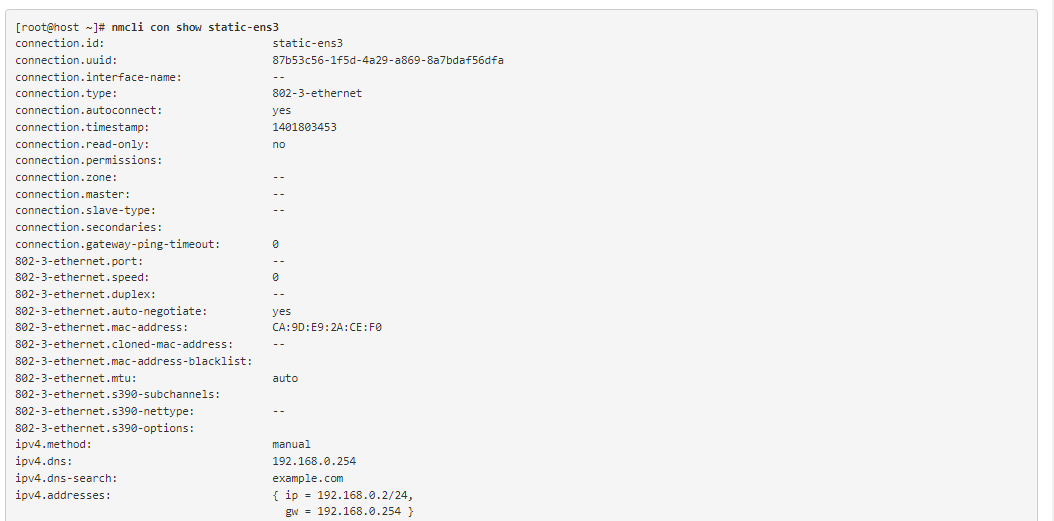 [root@host ~]# nmcli con show static-ens3
connection.id: static-ens3
connection.uuid: 87b53c56-1f5d-4a29-a869-8a7bdaf56dfa
connection.interface-name: --
connection.type: 802-3-ethernet
connection.autoconnect: yes
connection.timestamp: 1401803453
connection.read-only: no
connection.permissions:
connection.zone: --
connection.master: --
connection.slave-type: --
connection.secondaries:
connection.gateway-ping-timeout: 0
802-3-ethernet.port: --
802-3-ethernet.speed: 0
802-3-ethernet.duplex: --
802-3-ethernet.auto-negotiate: yes
802-3-ethernet.mac-address: CA:9D:E9:2A:CE:F0
802-3-ethernet.cloned-mac-address: --
802-3-ethernet.mac-address-blacklist:
802-3-ethernet.mtu: auto
802-3-ethernet.s390-subchannels:
802-3-ethernet.s390-nettype: --
802-3-ethernet.s390-options:
ipv4.method: manual
ipv4.dns: 192.168.0.254
ipv4.dns-search: example.com
ipv4.addresses: { ip = 192.168.0.2/24,
gw = 192.168.0.254 }